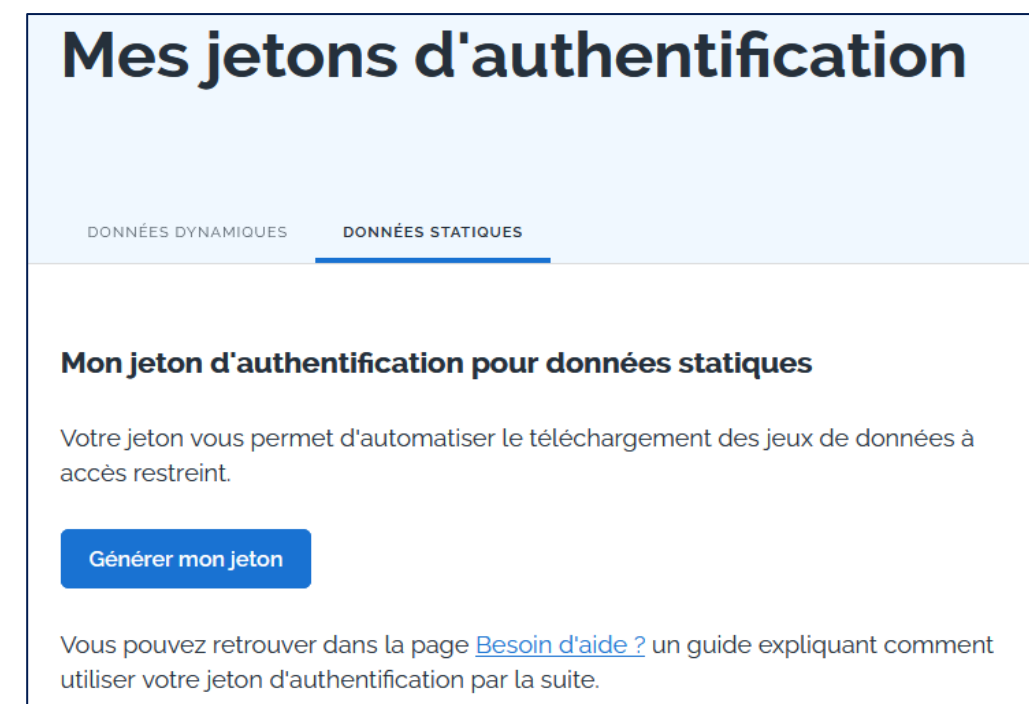 Mes jetons d'authentification
DONNÉES DYNAMIQUES
DONNÉES STATIQUES
Mon jeton d'authentification pour données statiques
Votre jeton vous permet d'automatiser le téléchargement des jeux de données à
accès restreint.
Générer mon jeton
Vous pouvez retrouver dans la page Besoin d'aide ? un guide expliquant comment
utiliser votre jeton d'authentification par la suite.